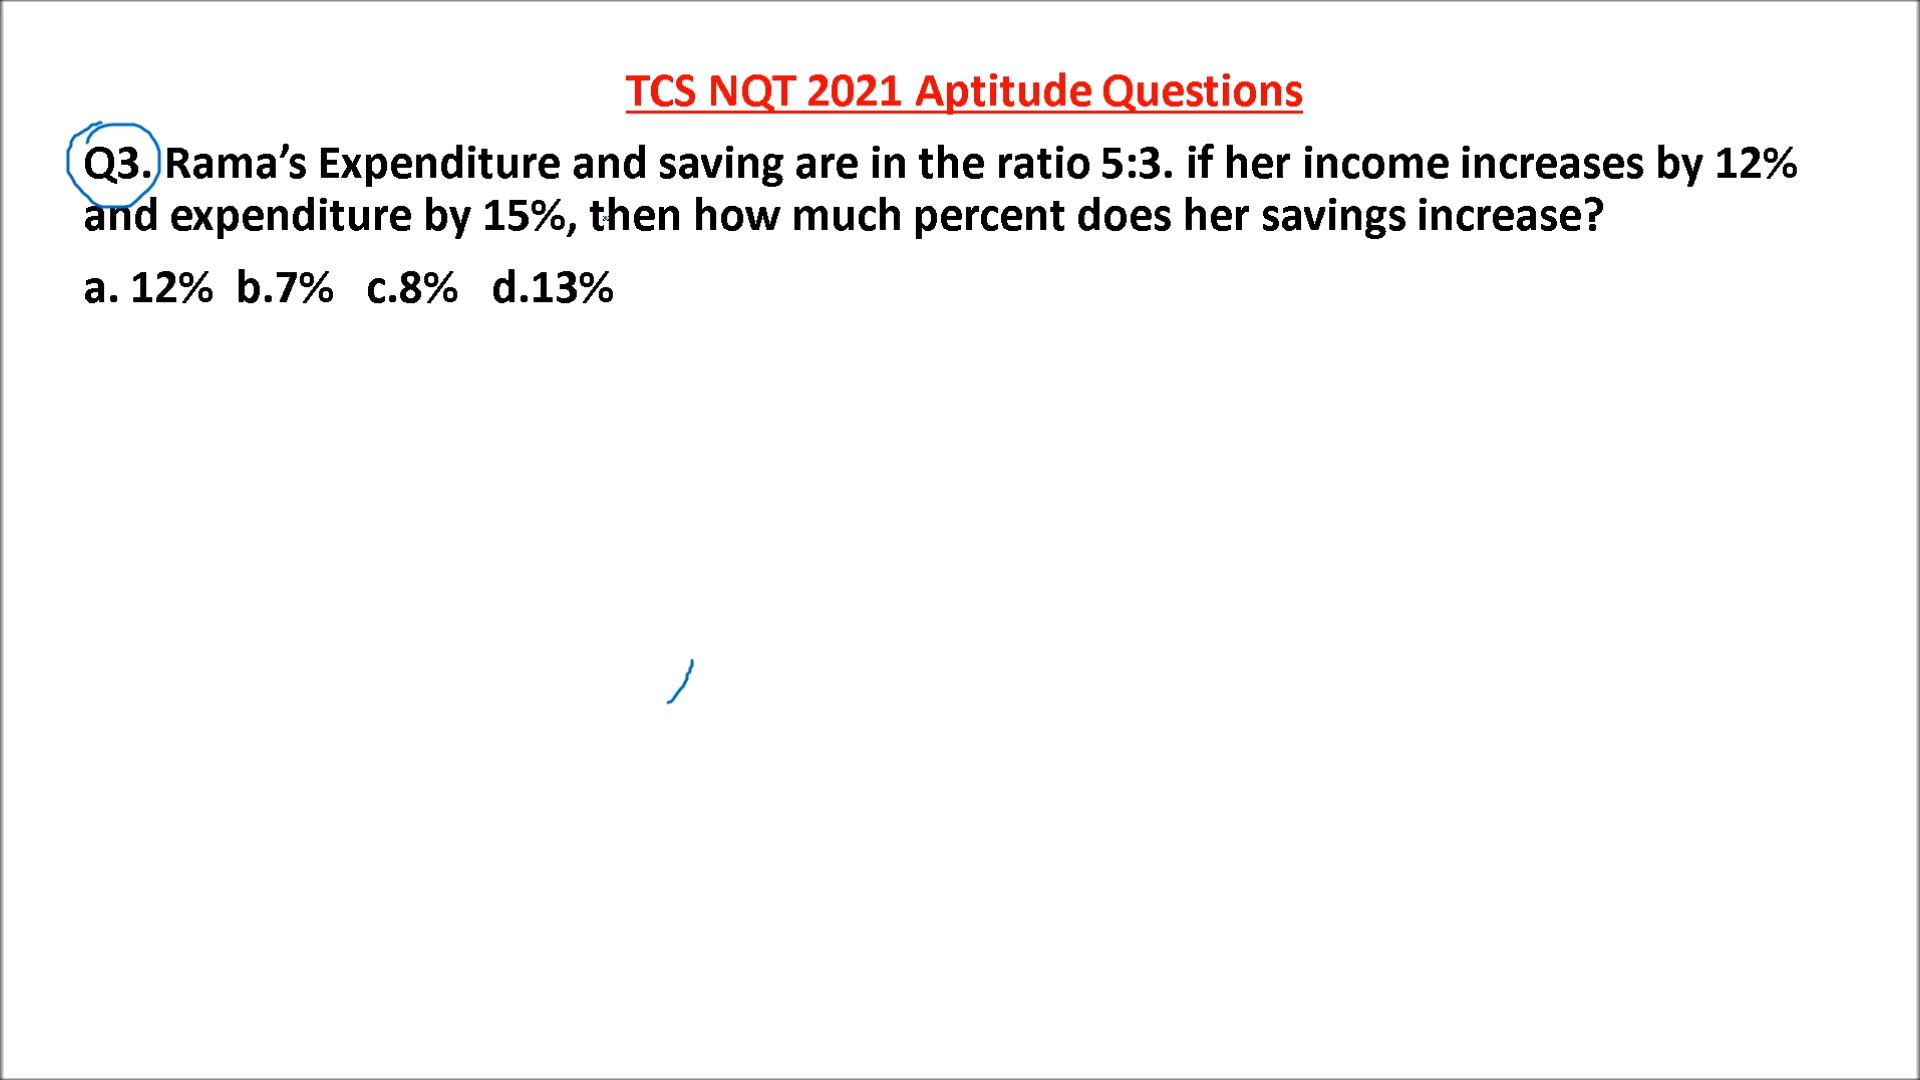 TCS NQT 2021 Aptitude Questions
Q3. Rama’s Expenditure and saving are in the ratio 5:3. if her income increases by 12%
and expenditure by 15%, then how much percent does her savings increase?
a. 12% b.7% c.8% d.13%